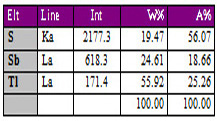 Elt Line Int W% A%
S Ka 2177.3 19.47 56.07
Sb La 618.3 24.61 18.66
Tl La 171.4 55.92 25.26
100.00 100.00